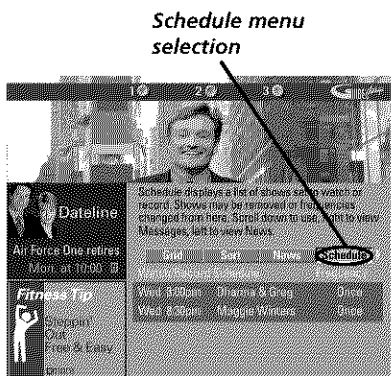 Schedule menu
selection
1
2
3
G
Schedule displays a list of shows set to watch or
record. Shows may be removed or frequencies
changed from here. Scroll down to use, right to view
Messages, left to view News.
Dateline
Air Force One retires
Mon. at 10:00
Grid Sort News Schedule
Watch/Record Schedule
Wed 8:00pm Dharma & Greg Once
Wed 8:30pm Maggie Winters Once
Fitness Tip
Steppin'
Out
Free & Easy